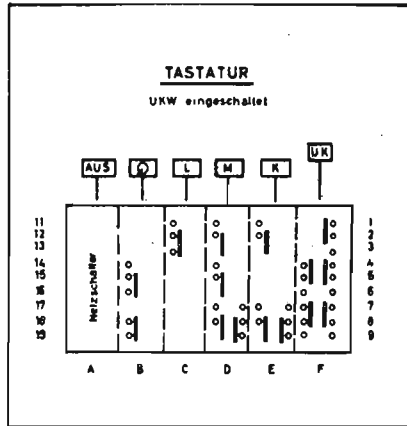 TASTATUR
UKW eingeschaltet
AUS L M K UK
11 1
12 2
13 3
14 4
15 5
16 6
17 7
18 8
19 9
Netzschalter
A B C D E F